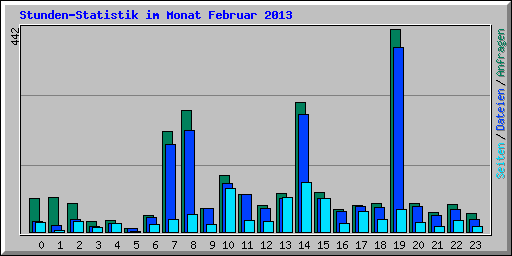 Stunden-Statistik im Monat Februar 2013
442
Seiten / Dateien / Anfragen
0 1 2 3 4 5 6 7 8 9 10 11 12 13 14 15 16 17 18 19 20 21 22 23